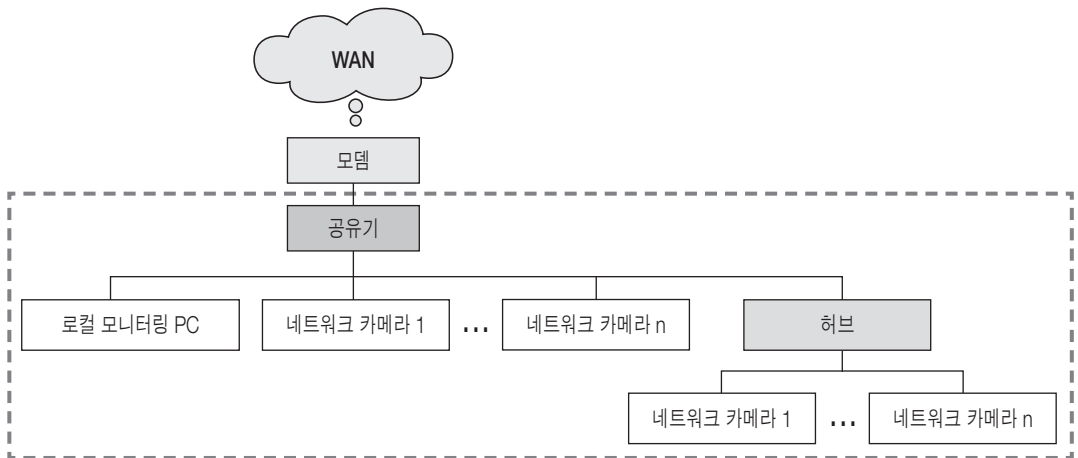 WAN
모뎀
공유기
로컬 모니터링 PC
네트워크 카메라 1
...
네트워크 카메라 n
허브
네트워크 카메라 1
...
네트워크 카메라 n